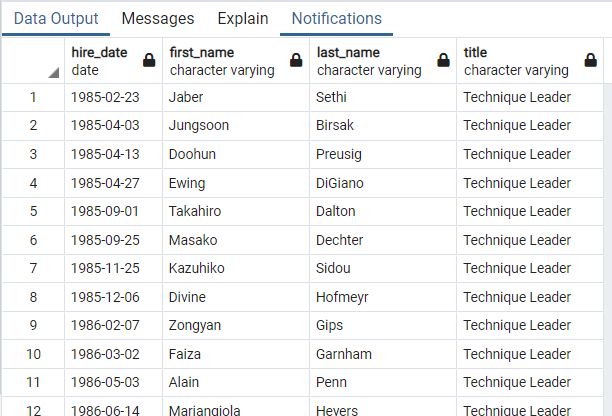 Data Output Messages Explain Notifications
hire_date first_name last_name title
date character varying character varying character varying
1 1985-02-23 Jaber Sethi Technique Leader
2 1985-04-03 Jungsoon Birsak Technique Leader
3 1985-04-13 Doohun Preusig Technique Leader
4 1985-04-27 Ewing DiGiano Technique Leader
5 1985-09-01 Takahiro Dalton Technique Leader
6 1985-09-25 Masako Dechter Technique Leader
7 1985-11-25 Kazuhiko Sidou Technique Leader
8 1985-12-06 Divine Hofmeyr Technique Leader
9 1986-02-07 Zongyan Gips Technique Leader
10 1986-03-02 Faiza Garnham Technique Leader
11 1986-05-03 Alain Penn Technique Leader
12 1986-06-14 Mariangiola Hevers Technique Leader